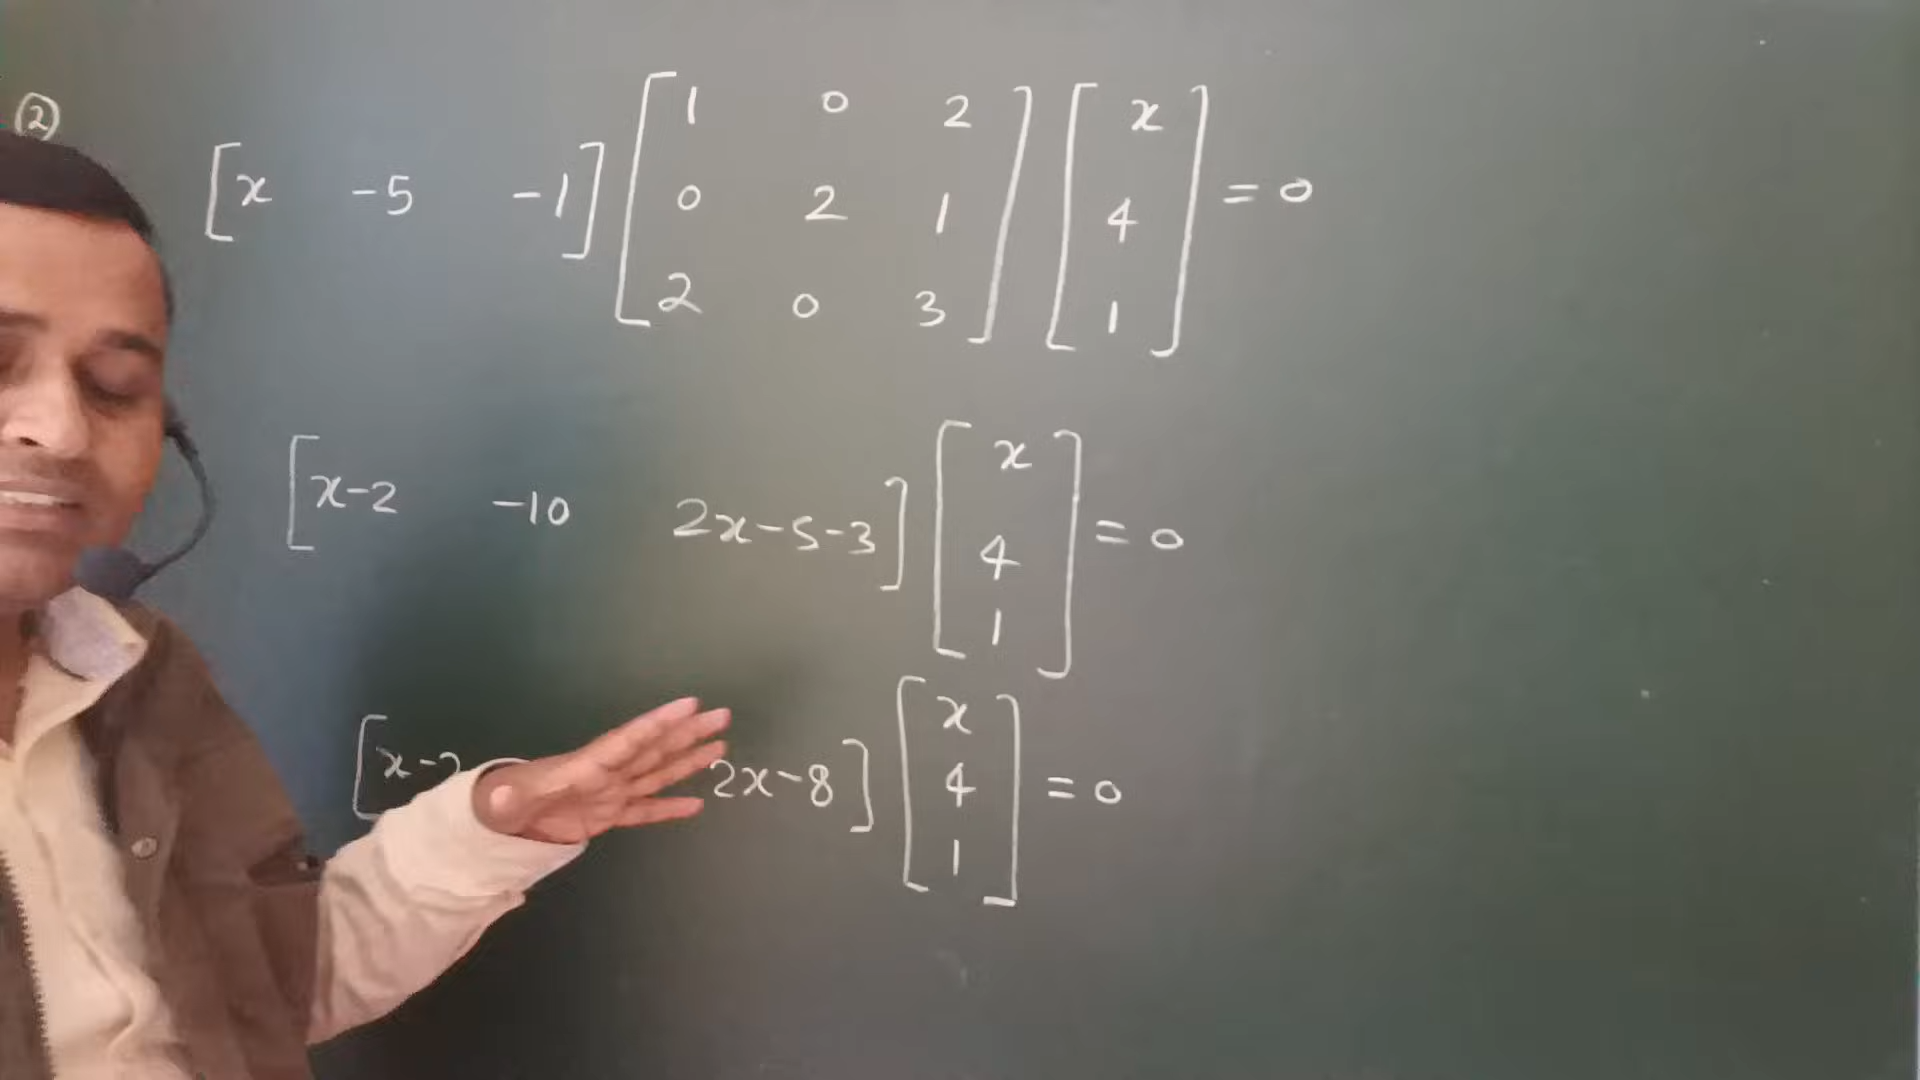 ②
[x -5 -1] [1 0 2
0 2 1
2 0 3] [x
4
1] = 0
[x-2 -10 2x-5-3] [x
4
1] = 0
[x-2 2x-8] [x
4
1] = 0